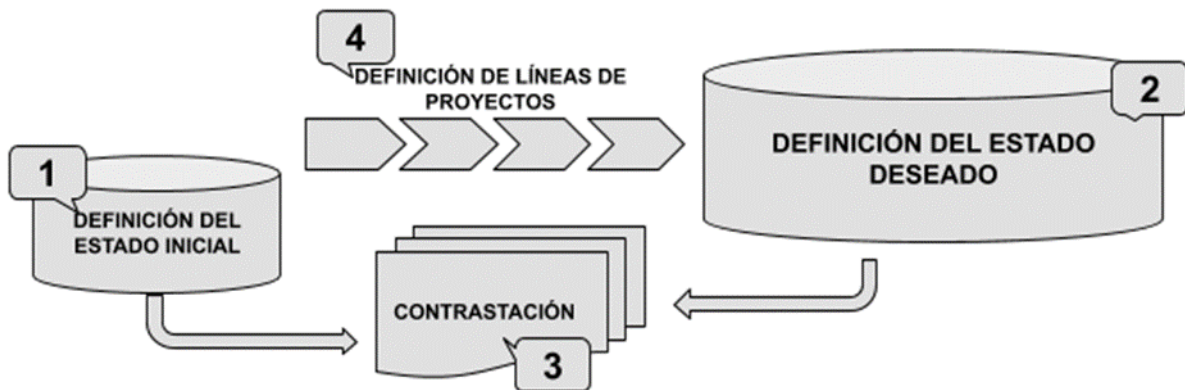 4
DEFINICIÓN DE LÍNEAS DE
PROYECTOS
2
DEFINICIÓN DEL ESTADO
DESEADO
1
DEFINICIÓN DEL
ESTADO INICIAL
CONTRASTACIÓN
3